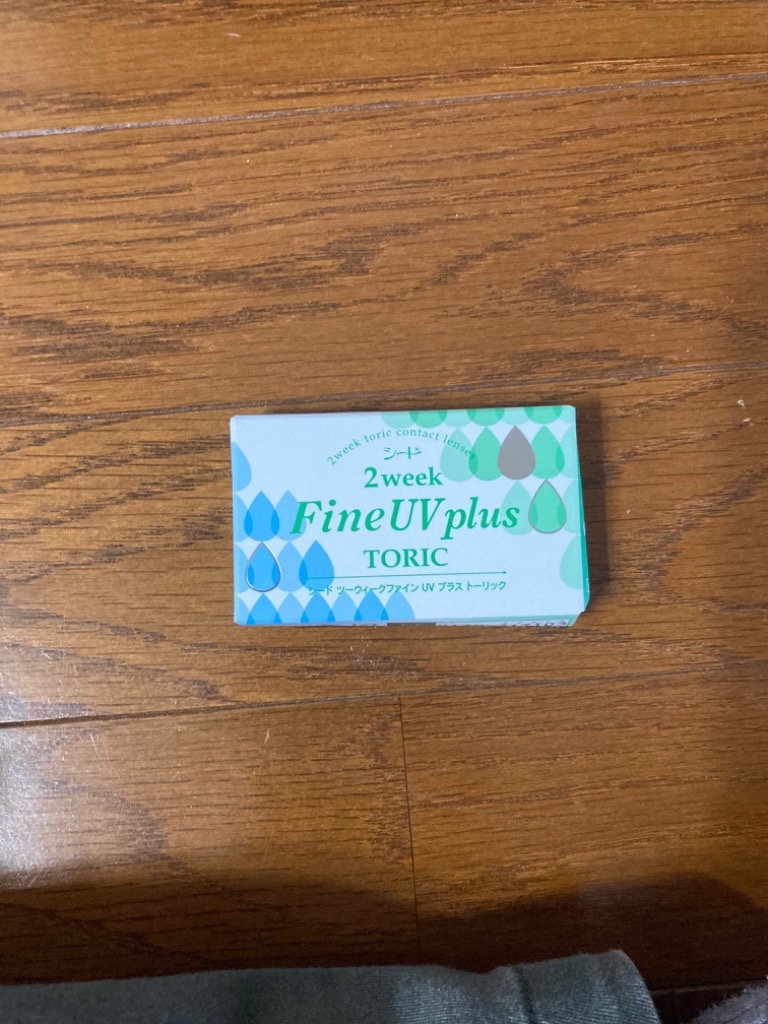 2week toric contact lenses
シード
2week
Fine UV plus
TORIC
シード ツーウィークファイン UV プラス トーリック